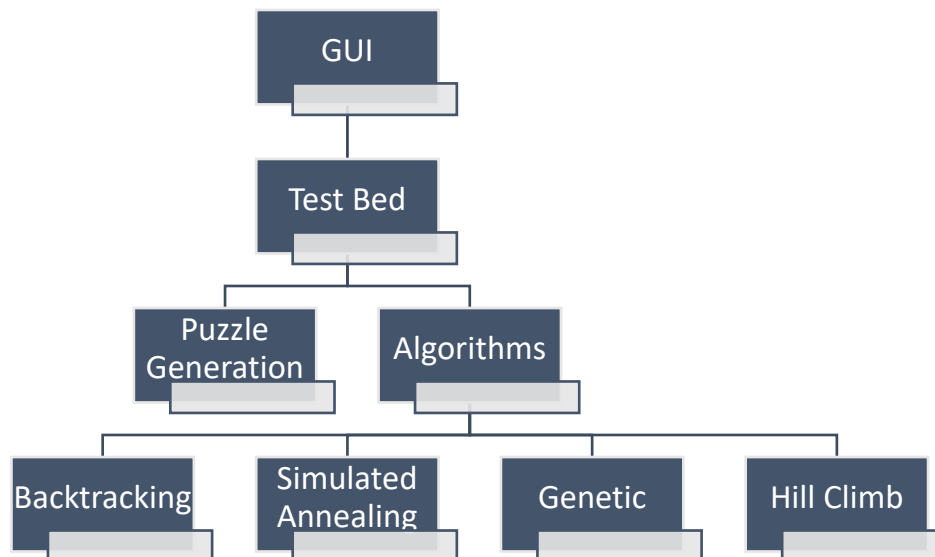 GUI
Test Bed
Puzzle
Generation
Algorithms
Backtracking
Simulated
Annealing
Genetic
Hill Climb